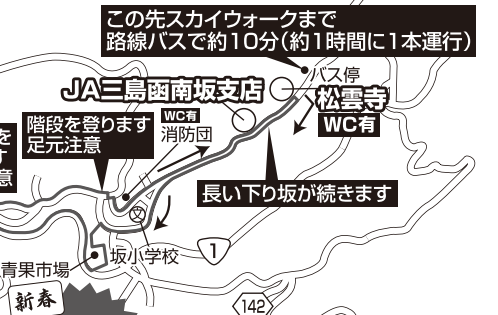 この先スカイウォークまで
路線バスで約10分(約1時間に1本運行)
バス停
JA三島函南坂支店
松雲寺
WC有
WC有
消防団
階段を登ります
足元注意
を
す
意
長い下り坂が続きます
文
坂小学校
1
青果市場
新春
142